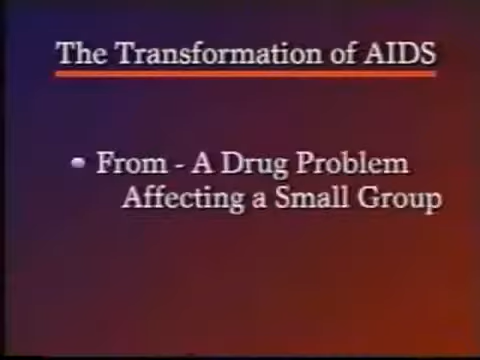 The Transformation of AIDS
• From - A Drug Problem
Affecting a Small Group